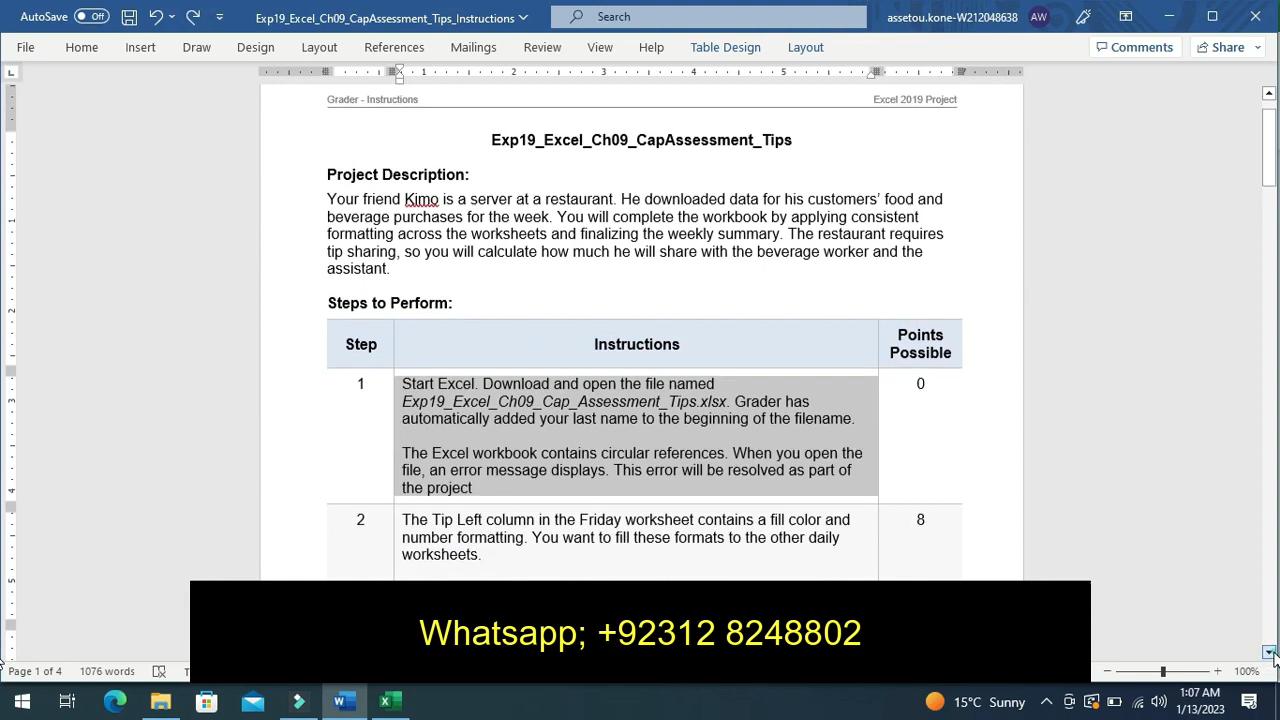 AutoSave Off Exp19_Excel_Ch09_CapAssessment_Tips_Instructions Search assetou.kone-W212048638 AW
File Home Insert Draw Design Layout References Mailings Review View Help Table Design Layout Comments Share
1 2 3 4 5
Grader - Instructions Excel 2019 Project
Exp19_Excel_Ch09_CapAssessment_Tips
Project Description:
Your friend Kimo is a server at a restaurant. He downloaded data for his customers’ food and
beverage purchases for the week. You will complete the workbook by applying consistent
formatting across the worksheets and finalizing the weekly summary. The restaurant requires
tip sharing, so you will calculate how much he will share with the beverage worker and the
assistant.
Steps to Perform:
Step Instructions Points
Possible
1 Start Excel. Download and open the file named 0
Exp19_Excel_Ch09_Cap_Assessment_Tips.xlsx. Grader has
automatically added your last name to the beginning of the filename.
The Excel workbook contains circular references. When you open the
file, an error message displays. This error will be resolved as part of
the project
2 The Tip Left column in the Friday worksheet contains a fill color and 8
number formatting. You want to fill these formats to the other daily
worksheets.
Whatsapp; +92312 8248802
Page 1 of 4 1076 words 100%
15°C Sunny 1:07 AM
1/13/2023